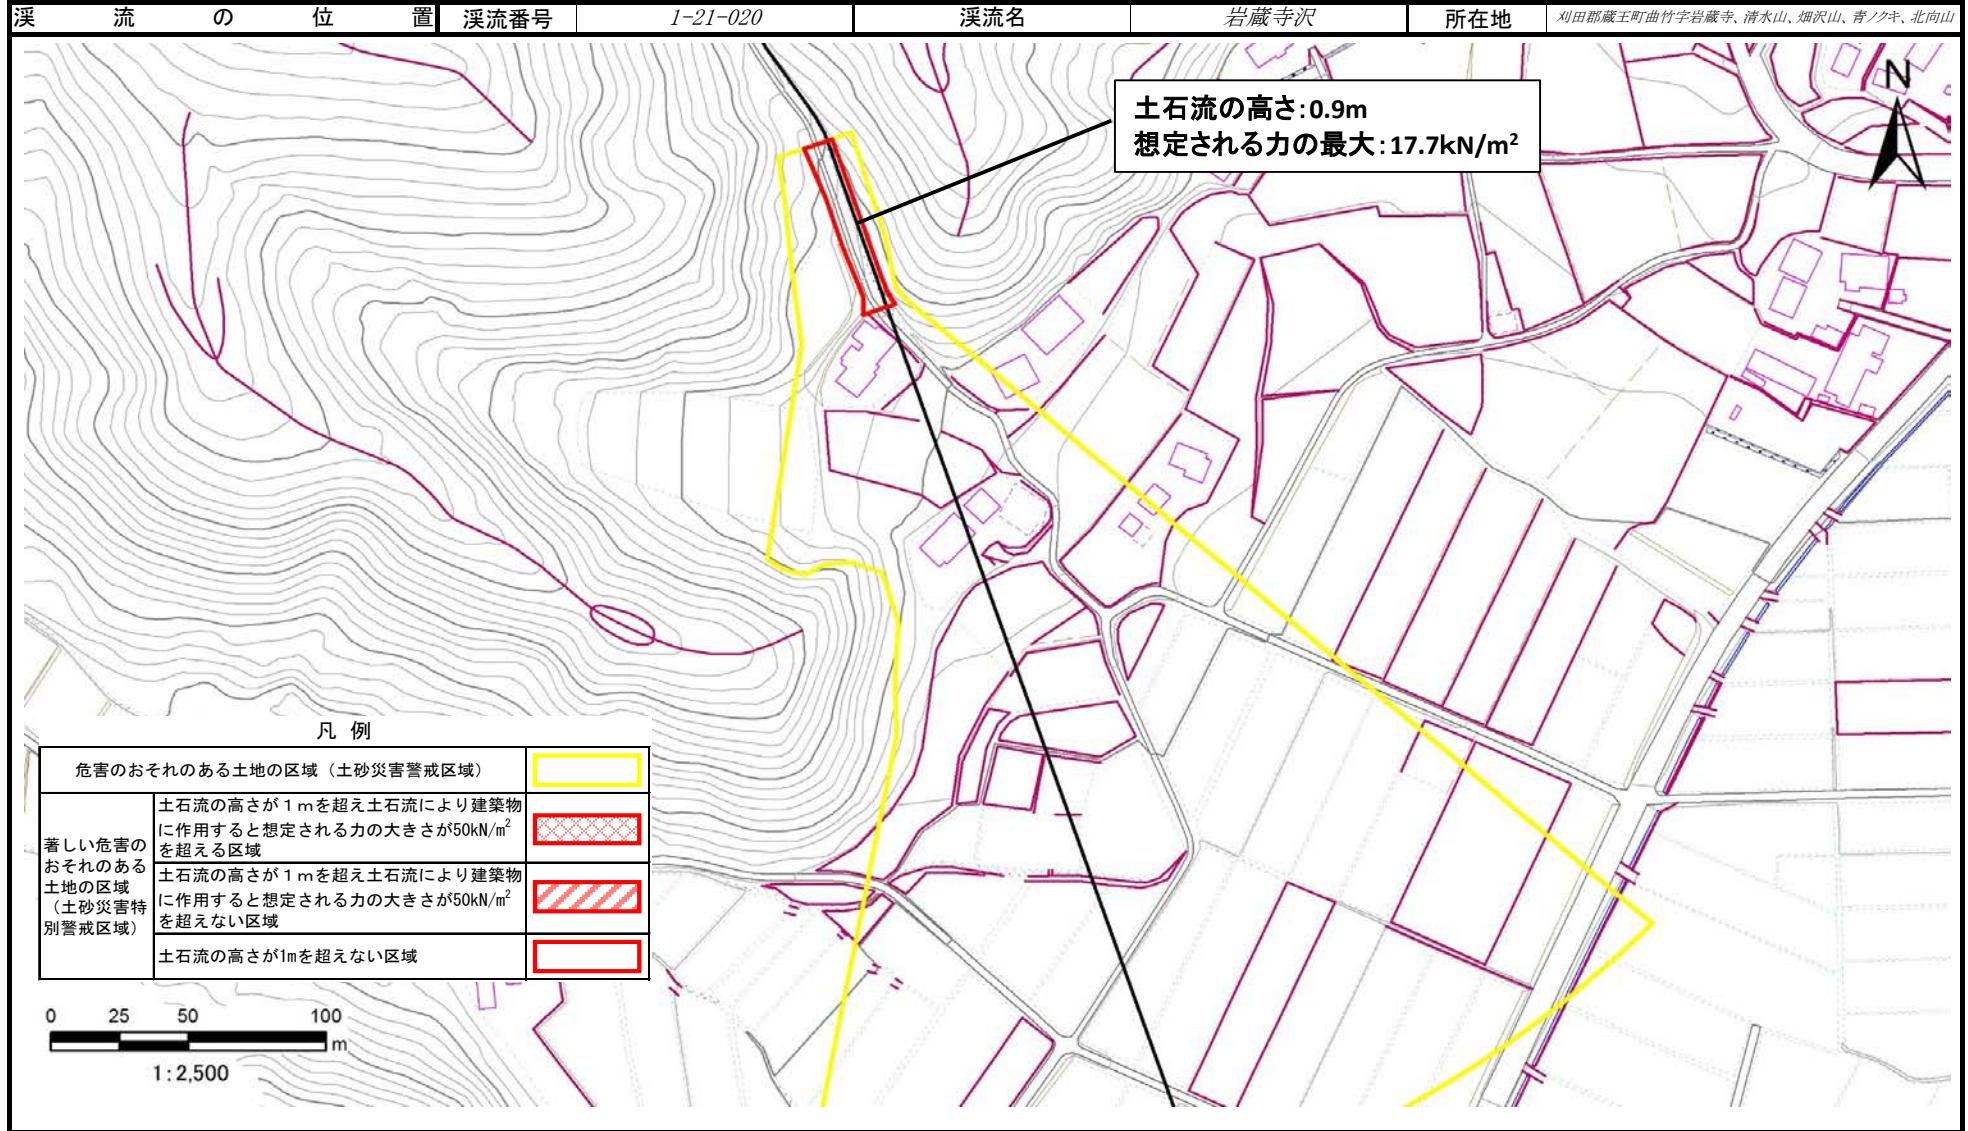 渓流の位置 渓流番号 1-21-020 渓流名 岩蔵寺沢 所在地 刈田郡蔵王町曲竹字岩蔵寺、清水山、畑沢山、青ノクキ、北向山
土石流の高さ:0.9m
想定される力の最大:17.7kN/m²
N
凡 例
危害のおそれのある土地の区域（土砂災害警戒区域）
著しい危害の
おそれのある
土地の区域
（土砂災害特
別警戒区域）
土石流の高さが１ｍを超え土石流により建築物
に作用すると想定される力の大きさが50kN/m²
を超える区域
土石流の高さが１ｍを超え土石流により建築物
に作用すると想定される力の大きさが50kN/m²
を超えない区域
土石流の高さが1mを超えない区域
0 25 50 100
m
1:2,500